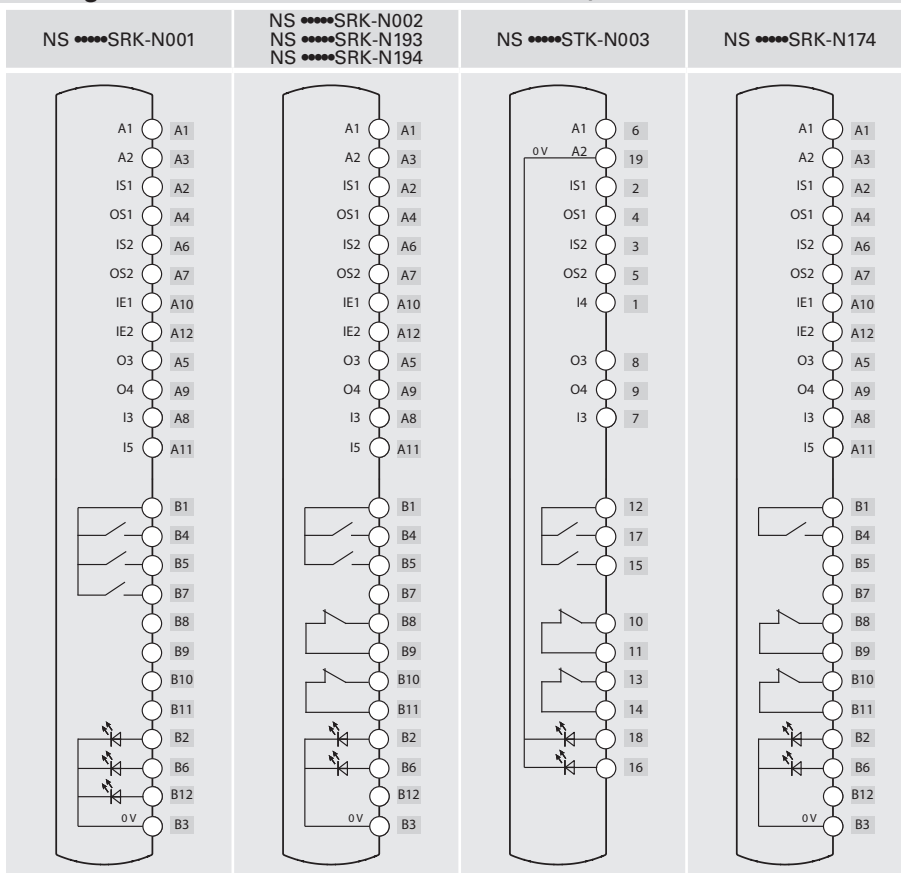 NS •••••SRK-N001
NS •••••SRK-N002
NS •••••SRK-N193
NS •••••SRK-N194
NS •••••STK-N003
NS •••••SRK-N174
A1 A1
A2 A3
IS1 A2
OS1 A4
IS2 A6
OS2 A7
IE1 A10
IE2 A12
O3 A5
O4 A9
I3 A8
I5 A11
B1
B4
B5
B7
B8
B9
B10
B11
B2
B6
B12
0 V B3
A1 A1
A2 A3
IS1 A2
OS1 A4
IS2 A6
OS2 A7
IE1 A10
IE2 A12
O3 A5
O4 A9
I3 A8
I5 A11
B1
B4
B5
B7
B8
B9
B10
B11
B2
B6
B12
0 V B3
A1 6
0 V A2 19
IS1 2
OS1 4
IS2 3
OS2 5
I4 1
O3 8
O4 9
I3 7
12
17
15
10
11
13
14
18
16
A1 A1
A2 A3
IS1 A2
OS1 A4
IS2 A6
OS2 A7
IE1 A10
IE2 A12
O3 A5
O4 A9
I3 A8
I5 A11
B1
B4
B5
B7
B8
B9
B10
B11
B2
B6
B12
0 V B3